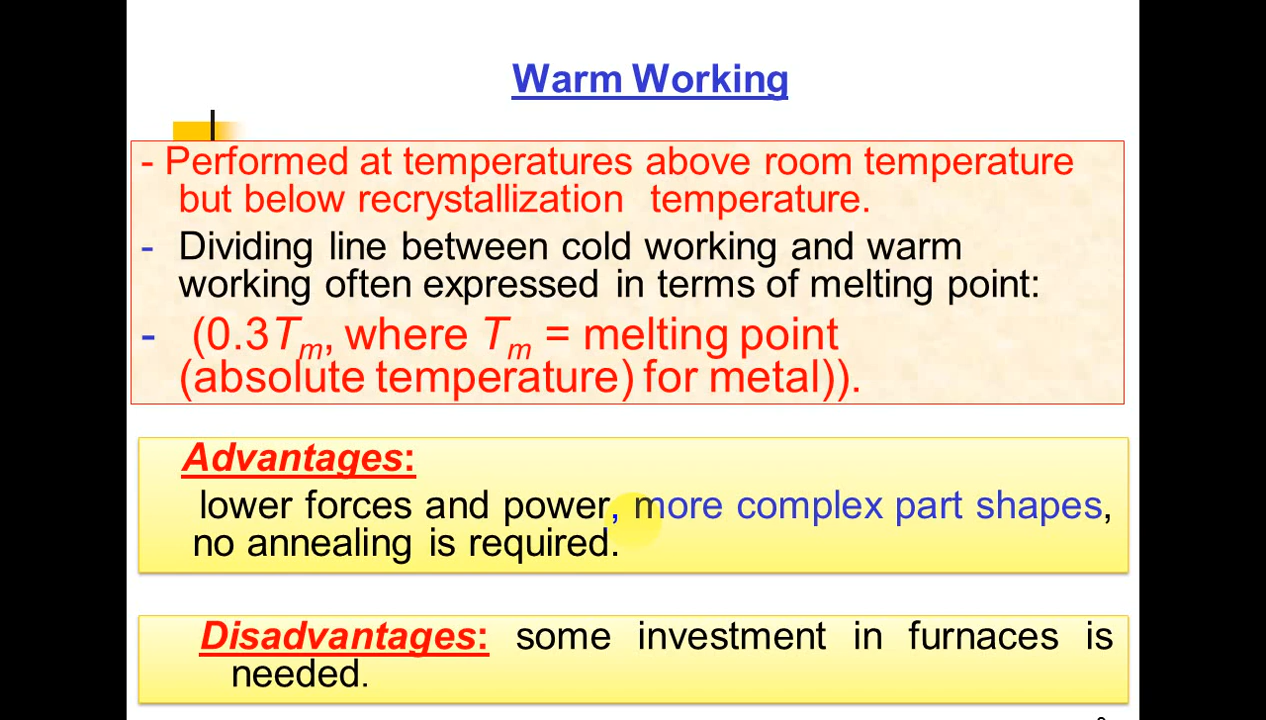 Warm Working
- Performed at temperatures above room temperature
but below recrystallization temperature.
- Dividing line between cold working and warm
working often expressed in terms of melting point:
- (0.3Tm, where Tm = melting point
(absolute temperature) for metal)).
Advantages:
lower forces and power, more complex part shapes,
no annealing is required.
Disadvantages: some investment in furnaces is
needed.